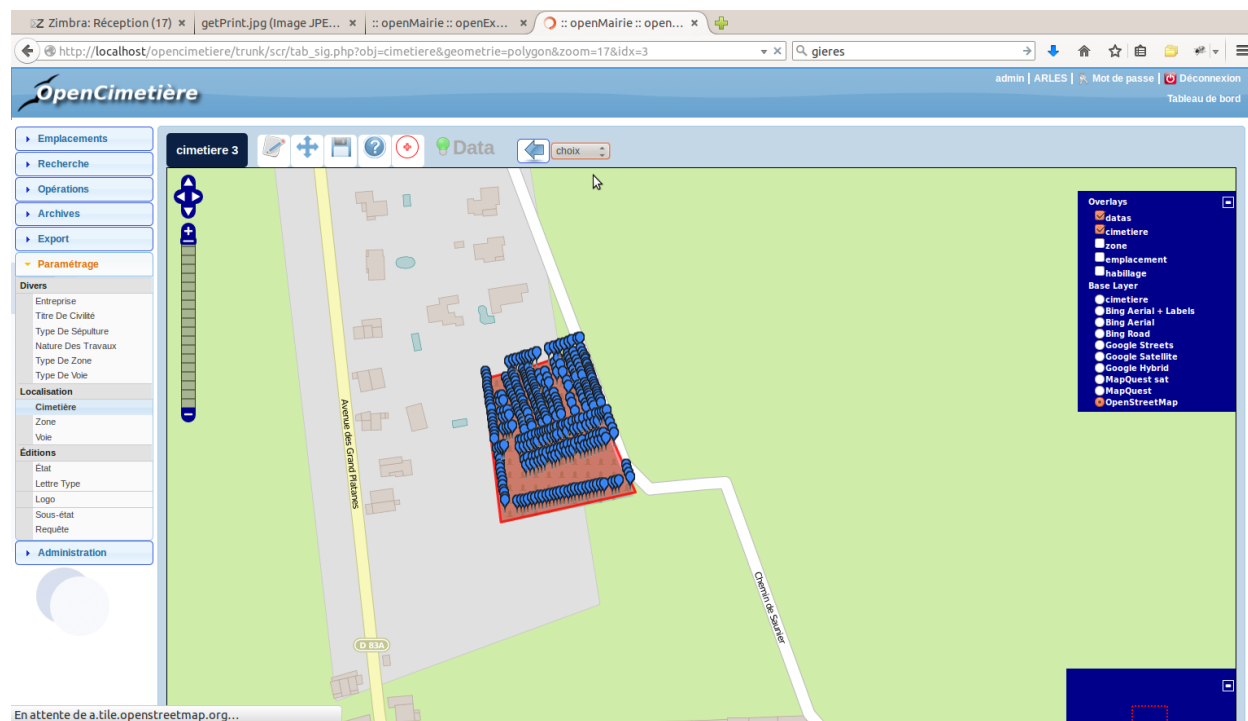 Zimbra: Réception (17) × getPrint.jpg (Image JPE... × :: openMairie :: openEx... × :: openMairie :: open... ×
http://localhost/opencimetiere/trunk/scr/tab_sig.php?obj=cimetiere&geometrie=polygon&zoom=17&idx=3 gieres
OpenCimetière
admin | ARLES | Mot de passe | Déconnexion
Tableau de bord
Emplacements
Recherche
Opérations
Archives
Export
Paramétrage
Divers
Entreprise
Titre De Civilité
Type De Sépulture
Nature Des Travaux
Type De Zone
Type De Voie
Localisation
Cimetière
Zone
Voie
Éditions
État
Lettre Type
Logo
Sous-état
Requête
Administration
cimetiere 3 Data choix
Avenue des Grand Platanes
D 83A
Chemin de Saunier
Overlays
datas
cimetiere
zone
emplacement
habillage
Base Layer
cimetiere
Bing Aerial + Labels
Bing Aerial
Bing Road
Google Streets
Google Satellite
Google Hybrid
MapQuest sat
MapQuest
OpenStreetMap
En attente de a.tile.openstreetmap.org...